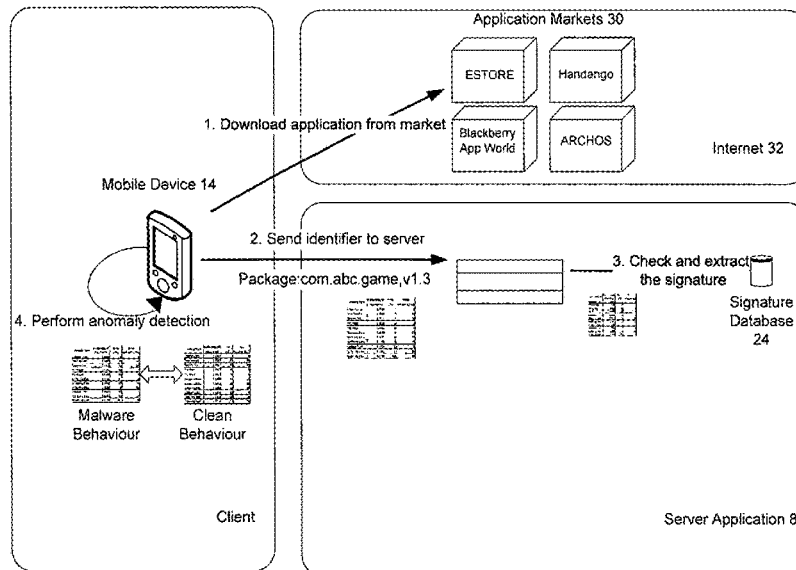 Application Markets 30
ESTORE
Handango
Blackberry
App World
ARCHOS
Internet 32
1. Download application from market
Mobile Device 14
2. Send identifier to server
Package:com.abc.game,v1.3
3. Check and extract
the signature
Signature
Database
24
4. Perform anomaly detection
Malware
Behaviour
Clean
Behaviour
Client
Server Application 8